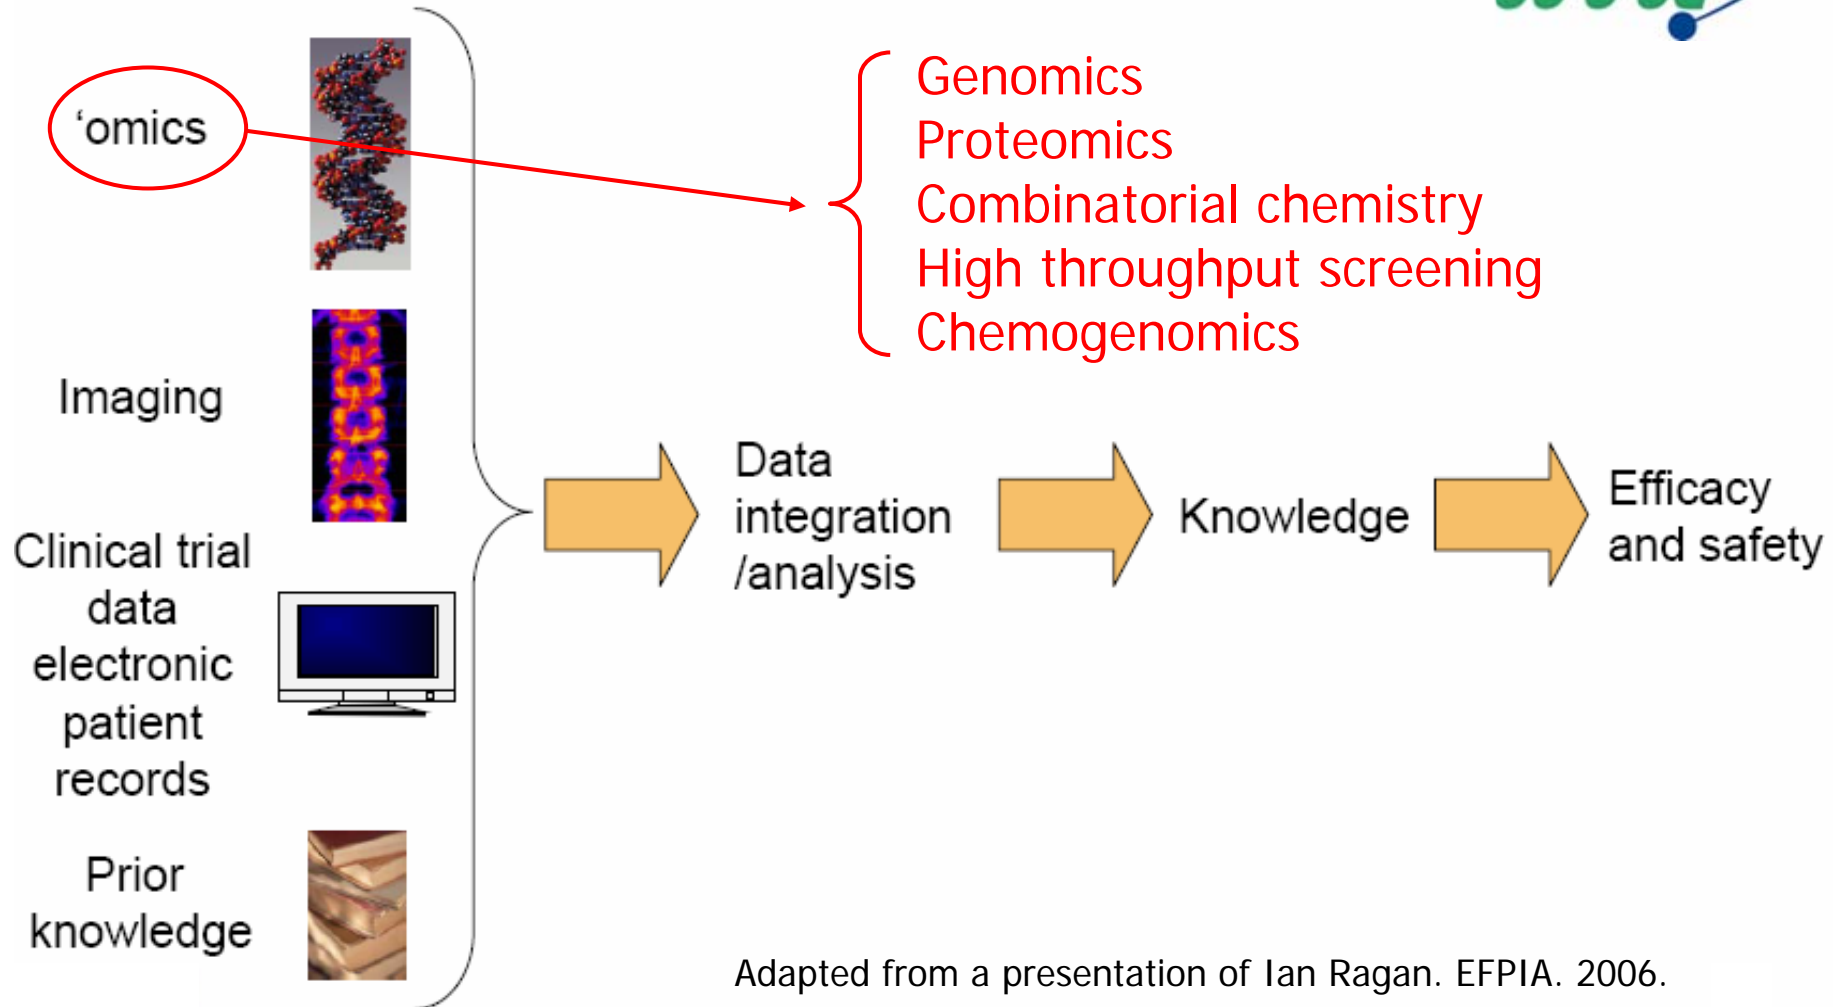 ‘omics
Genomics
Proteomics
Combinatorial chemistry
High throughput screening
Chemogenomics
Imaging
Clinical trial
data
electronic
patient
records
Prior
knowledge
Data
integration
/analysis
Knowledge
Efficacy
and safety
Adapted from a presentation of Ian Ragan. EFPIA. 2006.